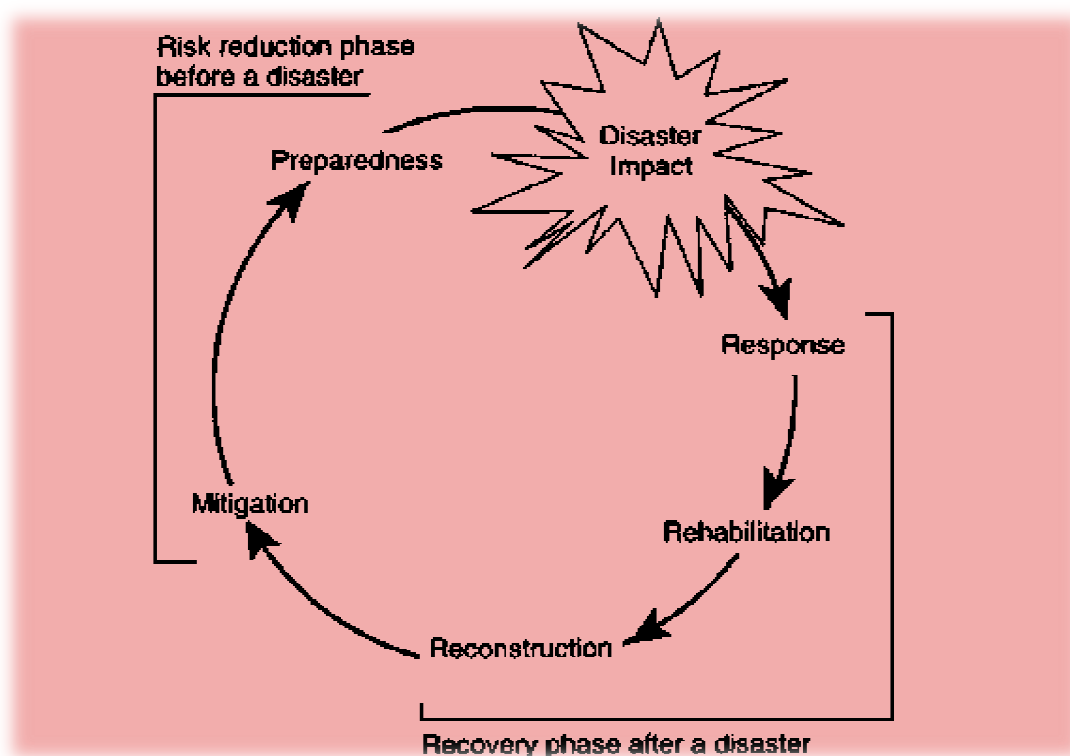 Risk reduction phase
before a disaster
Disaster
Impact
Preparedness
Response
Mitigation
Rehabilitation
Reconstruction
Recovery phase after a disaster